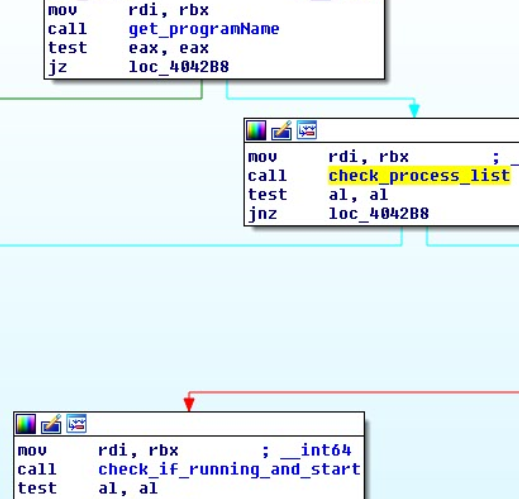 mov rdi, rbx
call get_programName
test eax, eax
jz loc_4042B8
mov rdi, rbx ; _
call check_process_list
test al, al
jnz loc_4042B8
mov rdi, rbx ; __int64
call check_if_running_and_start
test al, al